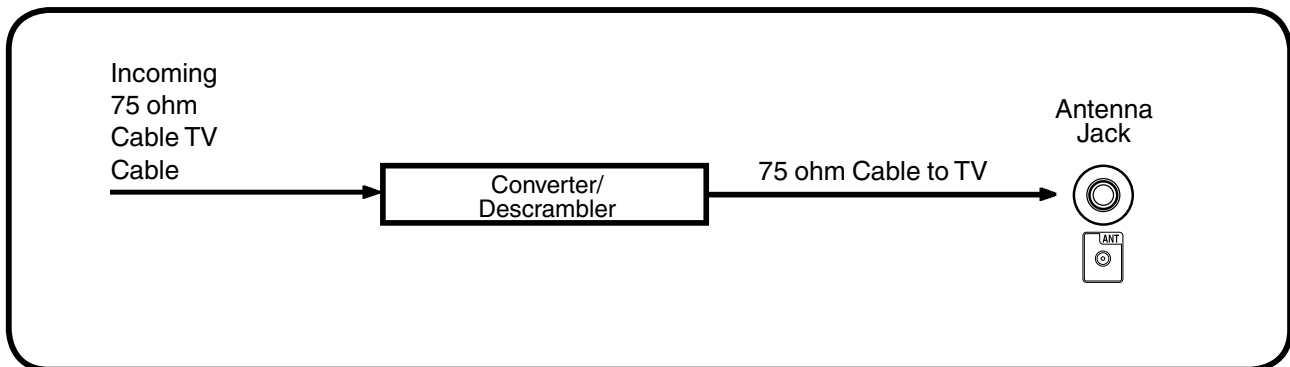 Incoming
75 ohm
Cable TV
Cable
Converter/
Descrambler
75 ohm Cable to TV
Antenna
Jack
ANT